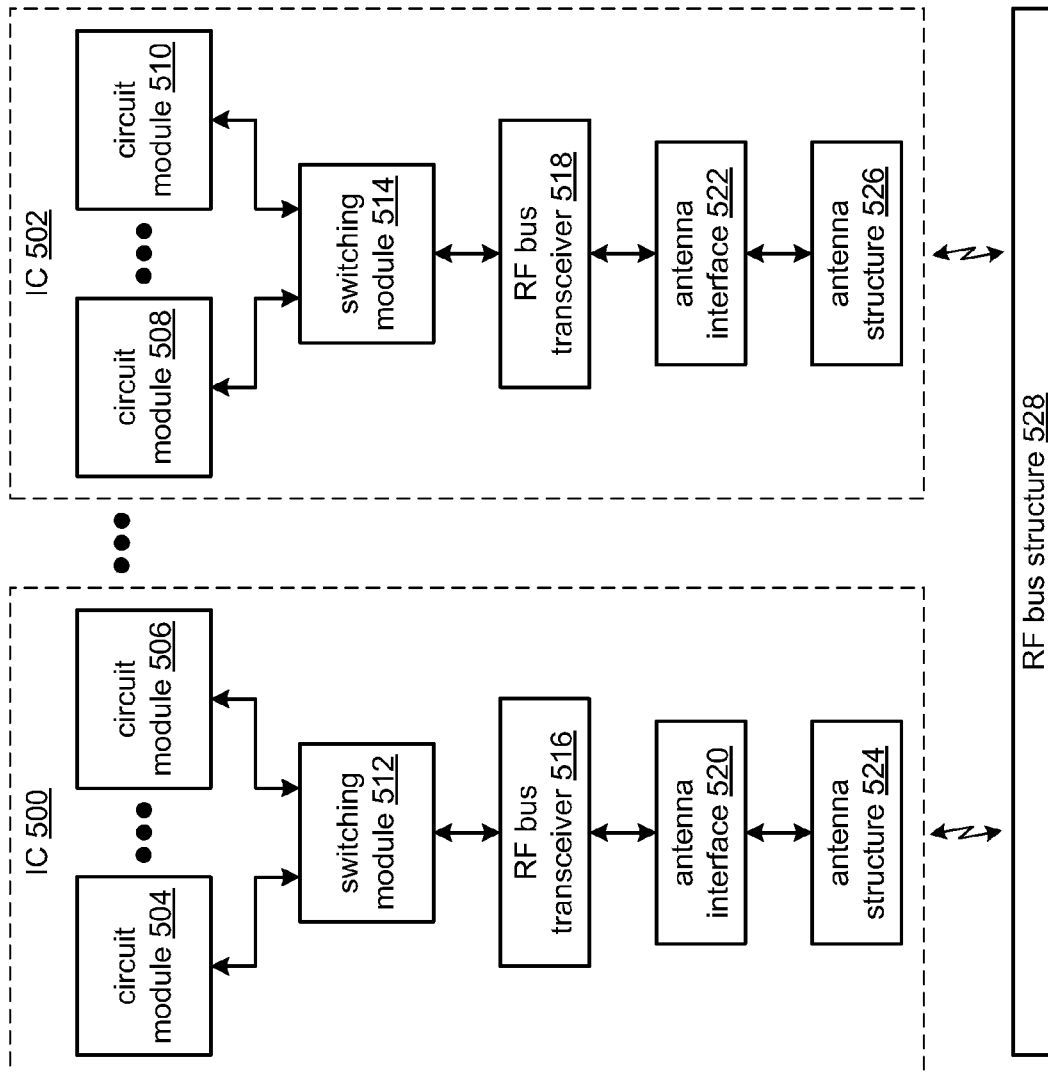 IC 500
circuit
module 504
circuit
module 506
switching
module 512
RF bus
transceiver 516
antenna
interface 520
antenna
structure 524
IC 502
circuit
module 508
circuit
module 510
switching
module 514
RF bus
transceiver 518
antenna
interface 522
antenna
structure 526
RF bus structure 528